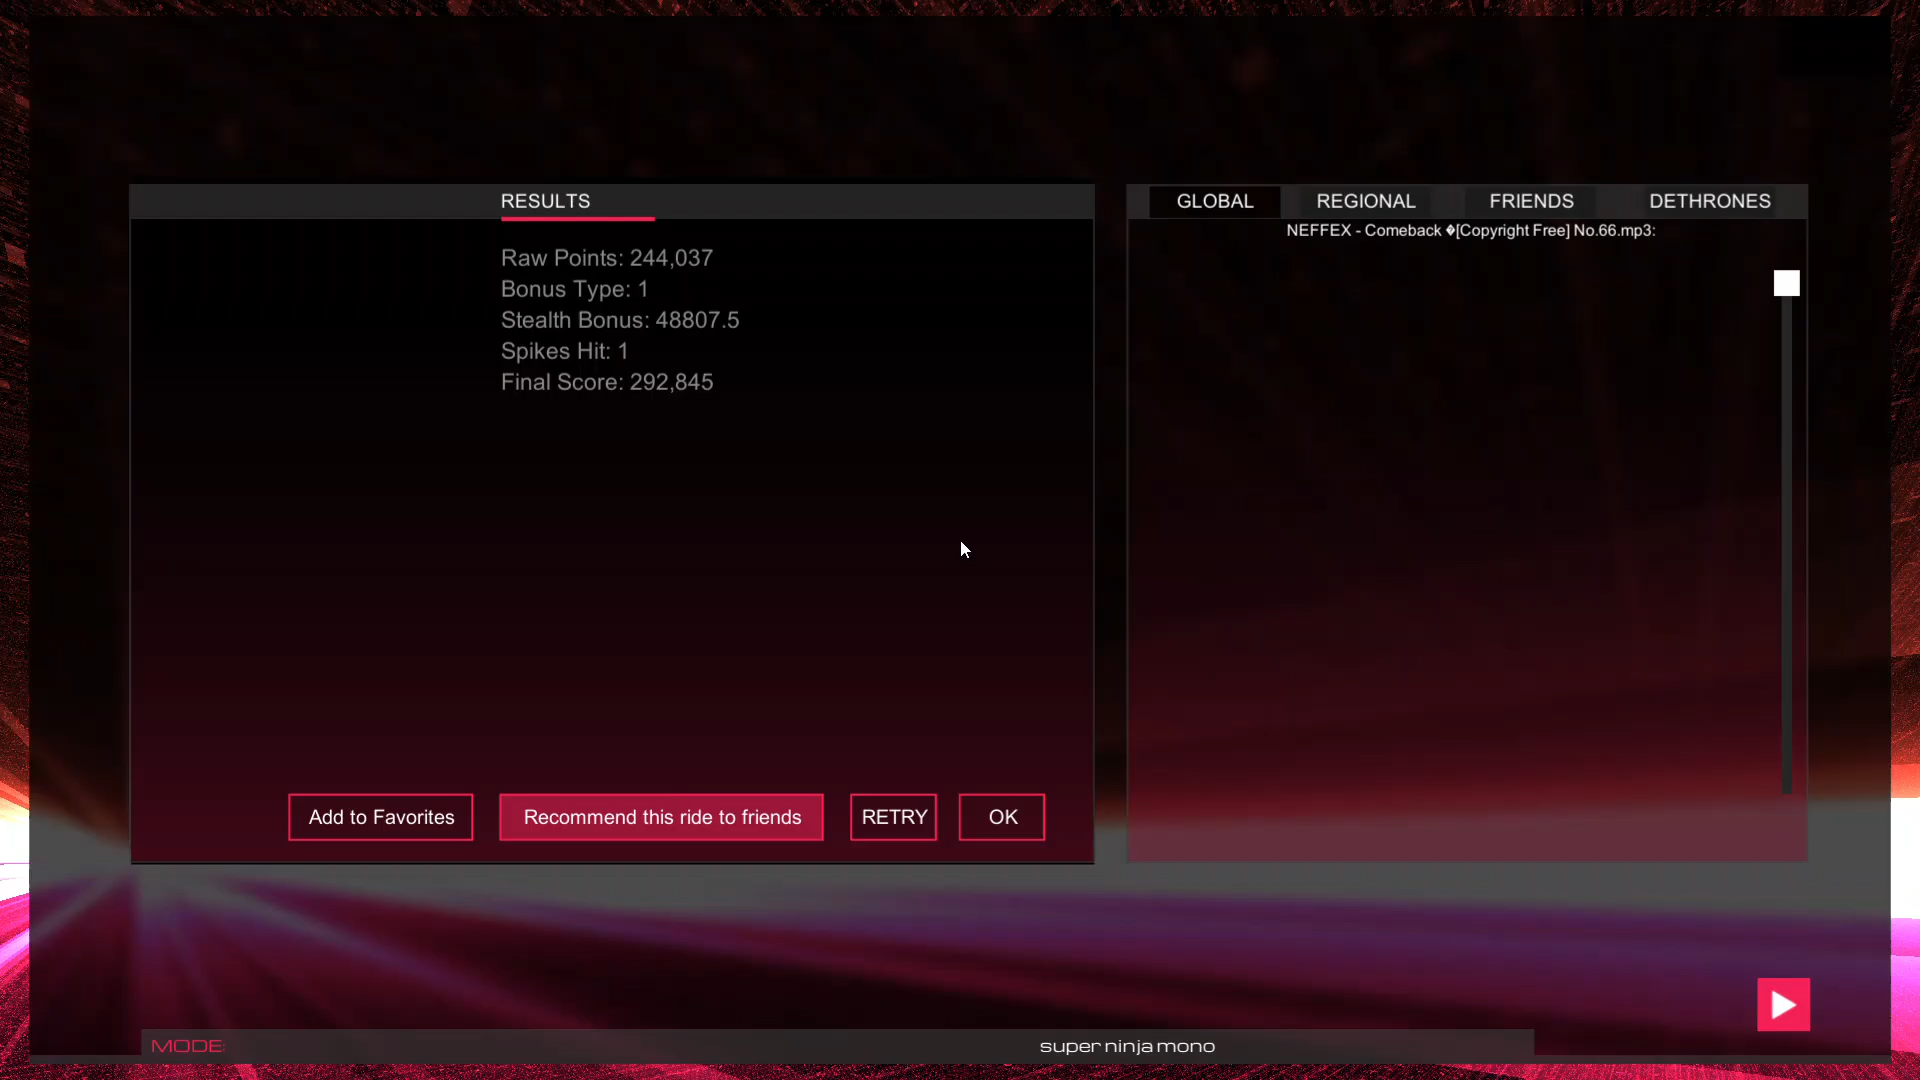 RESULTS
Raw Points: 244,037
Bonus Type: 1
Stealth Bonus: 48807.5
Spikes Hit: 1
Final Score: 292,845
Add to Favorites
Recommend this ride to friends
RETRY
OK
GLOBAL REGIONAL FRIENDS DETHRONES
NEFFEX - Comeback �[Copyright Free] No.66.mp3:
MODE: super ninja mono